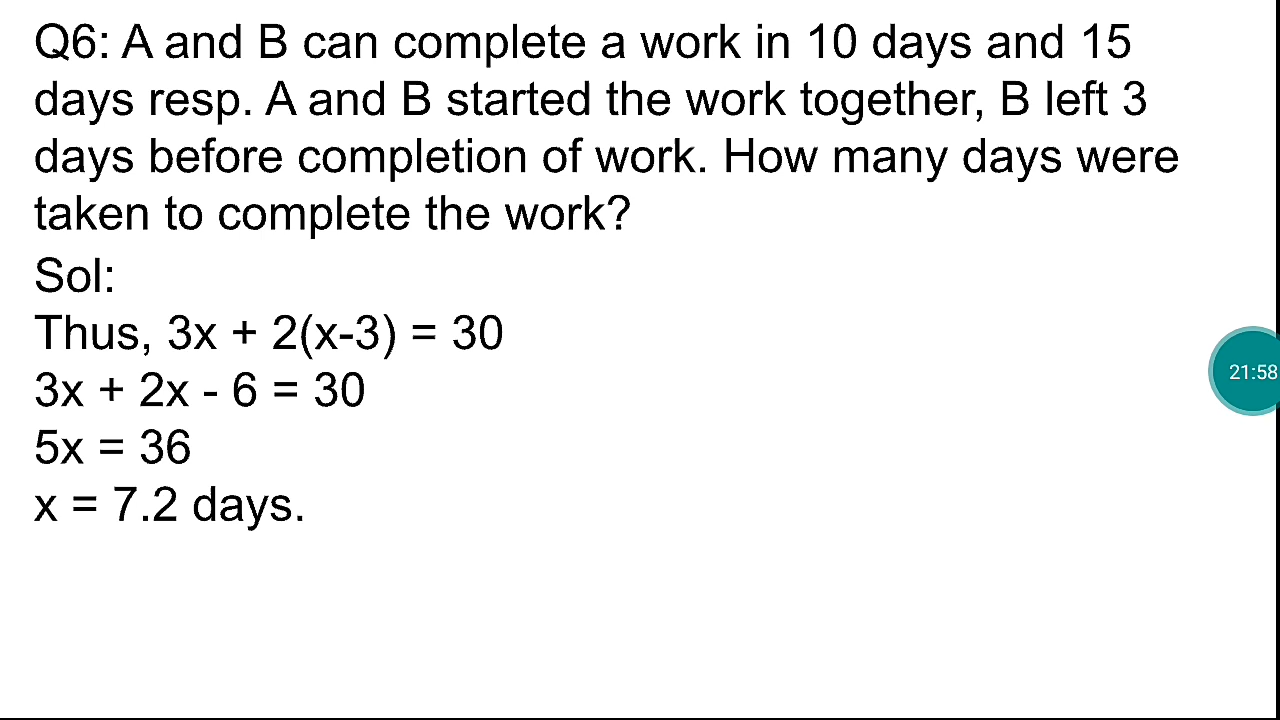 Q6: A and B can complete a work in 10 days and 15
days resp. A and B started the work together, B left 3
days before completion of work. How many days were
taken to complete the work?
Sol:
Thus, 3x + 2(x-3) = 30
3x + 2x - 6 = 30
21:58
5x = 36
x = 7.2 days.